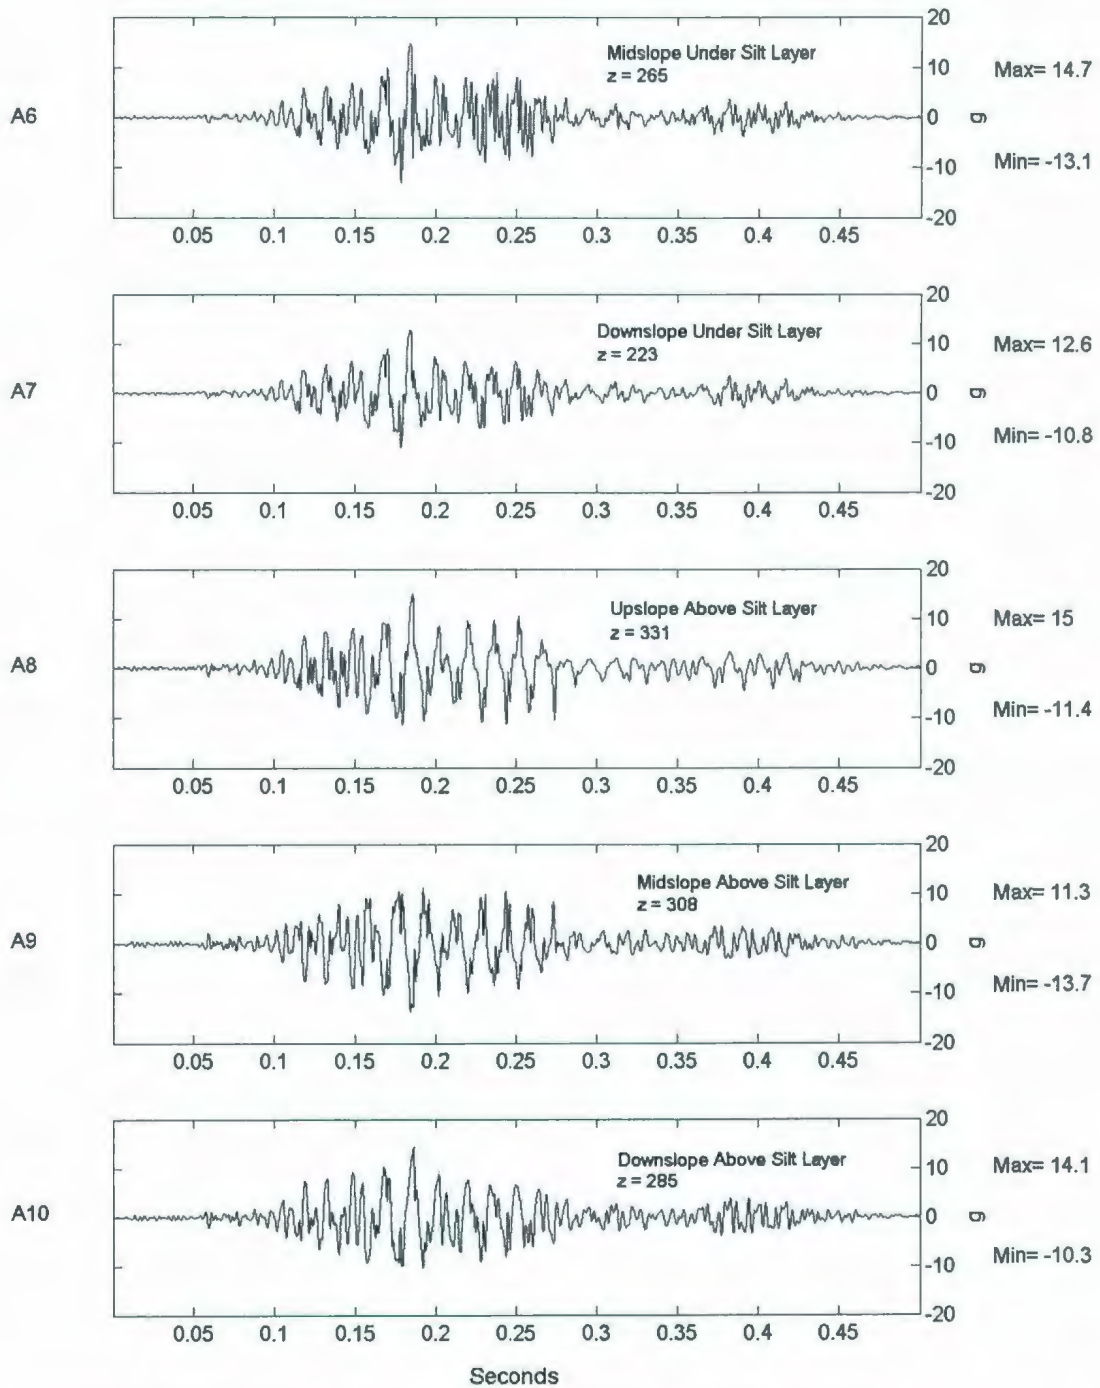 20
Midslope Under Silt Layer
z = 265
10
Max= 14.7
A6
0
g
-10
Min= -13.1
-20
0.05 0.1 0.15 0.2 0.25 0.3 0.35 0.4 0.45
20
Downslope Under Silt Layer
z = 223
10
Max= 12.6
A7
0
g
-10
Min= -10.8
-20
0.05 0.1 0.15 0.2 0.25 0.3 0.35 0.4 0.45
20
Upslope Above Silt Layer
z = 331
10
Max= 15
A8
0
g
-10
Min= -11.4
-20
0.05 0.1 0.15 0.2 0.25 0.3 0.35 0.4 0.45
20
Midslope Above Silt Layer
z = 308
10
Max= 11.3
A9
0
g
-10
Min= -13.7
-20
0.05 0.1 0.15 0.2 0.25 0.3 0.35 0.4 0.45
20
Downslope Above Silt Layer
z = 285
10
Max= 14.1
A10
0
g
-10
Min= -10.3
-20
0.05 0.1 0.15 0.2 0.25 0.3 0.35 0.4 0.45
Seconds